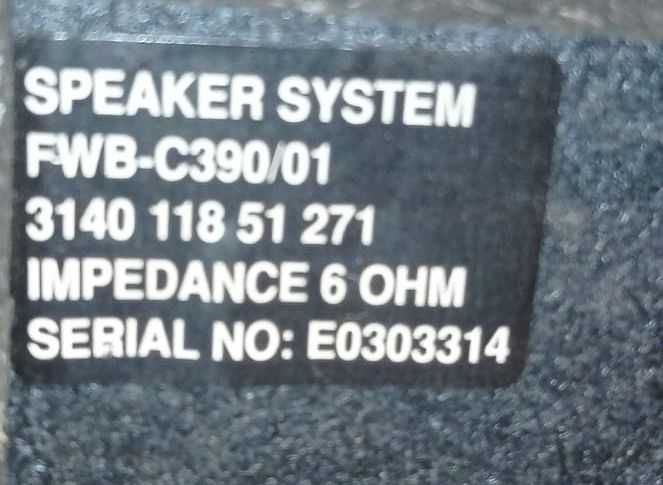 SPEAKER SYSTEM
FWB-C390/01
3140 118 51 271
IMPEDANCE 6 OHM
SERIAL NO: E0303314